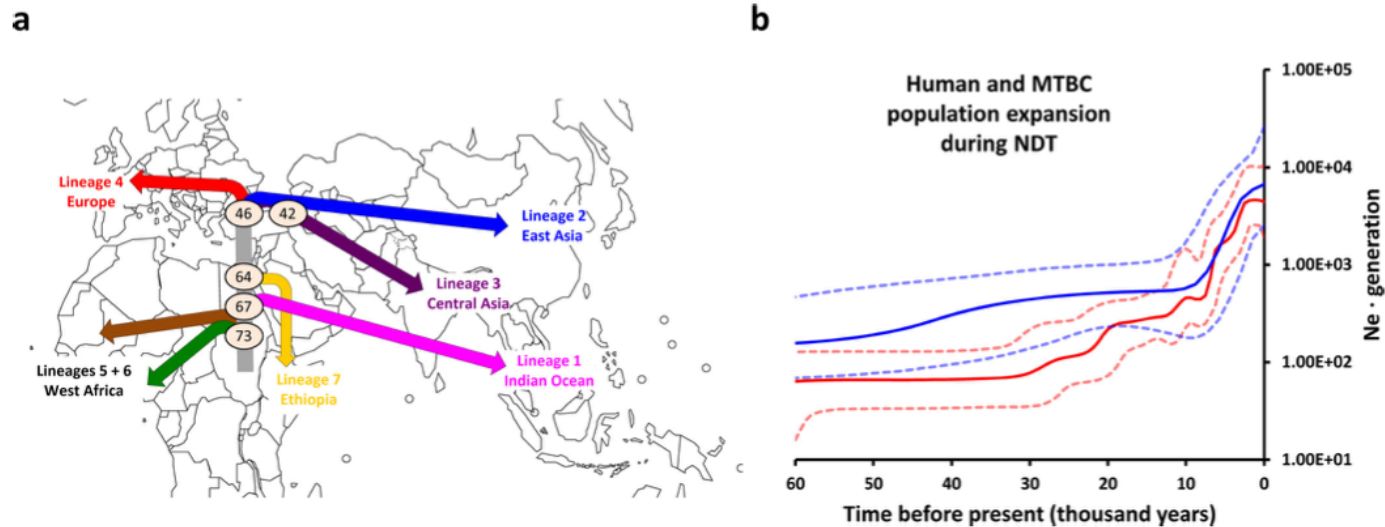 a
Lineage 4
Europe
46
42
Lineage 2
East Asia
64
Lineage 3
Central Asia
67
73
Lineages 5 + 6
West Africa
Lineage 7
Ethiopia
Lineage 1
Indian Ocean
b
Human and MTBC
population expansion
during NDT
1.00E+05
1.00E+04
1.00E+03
1.00E+02
1.00E+01
Ne · generation
60
50
40
30
20
10
0
Time before present (thousand years)